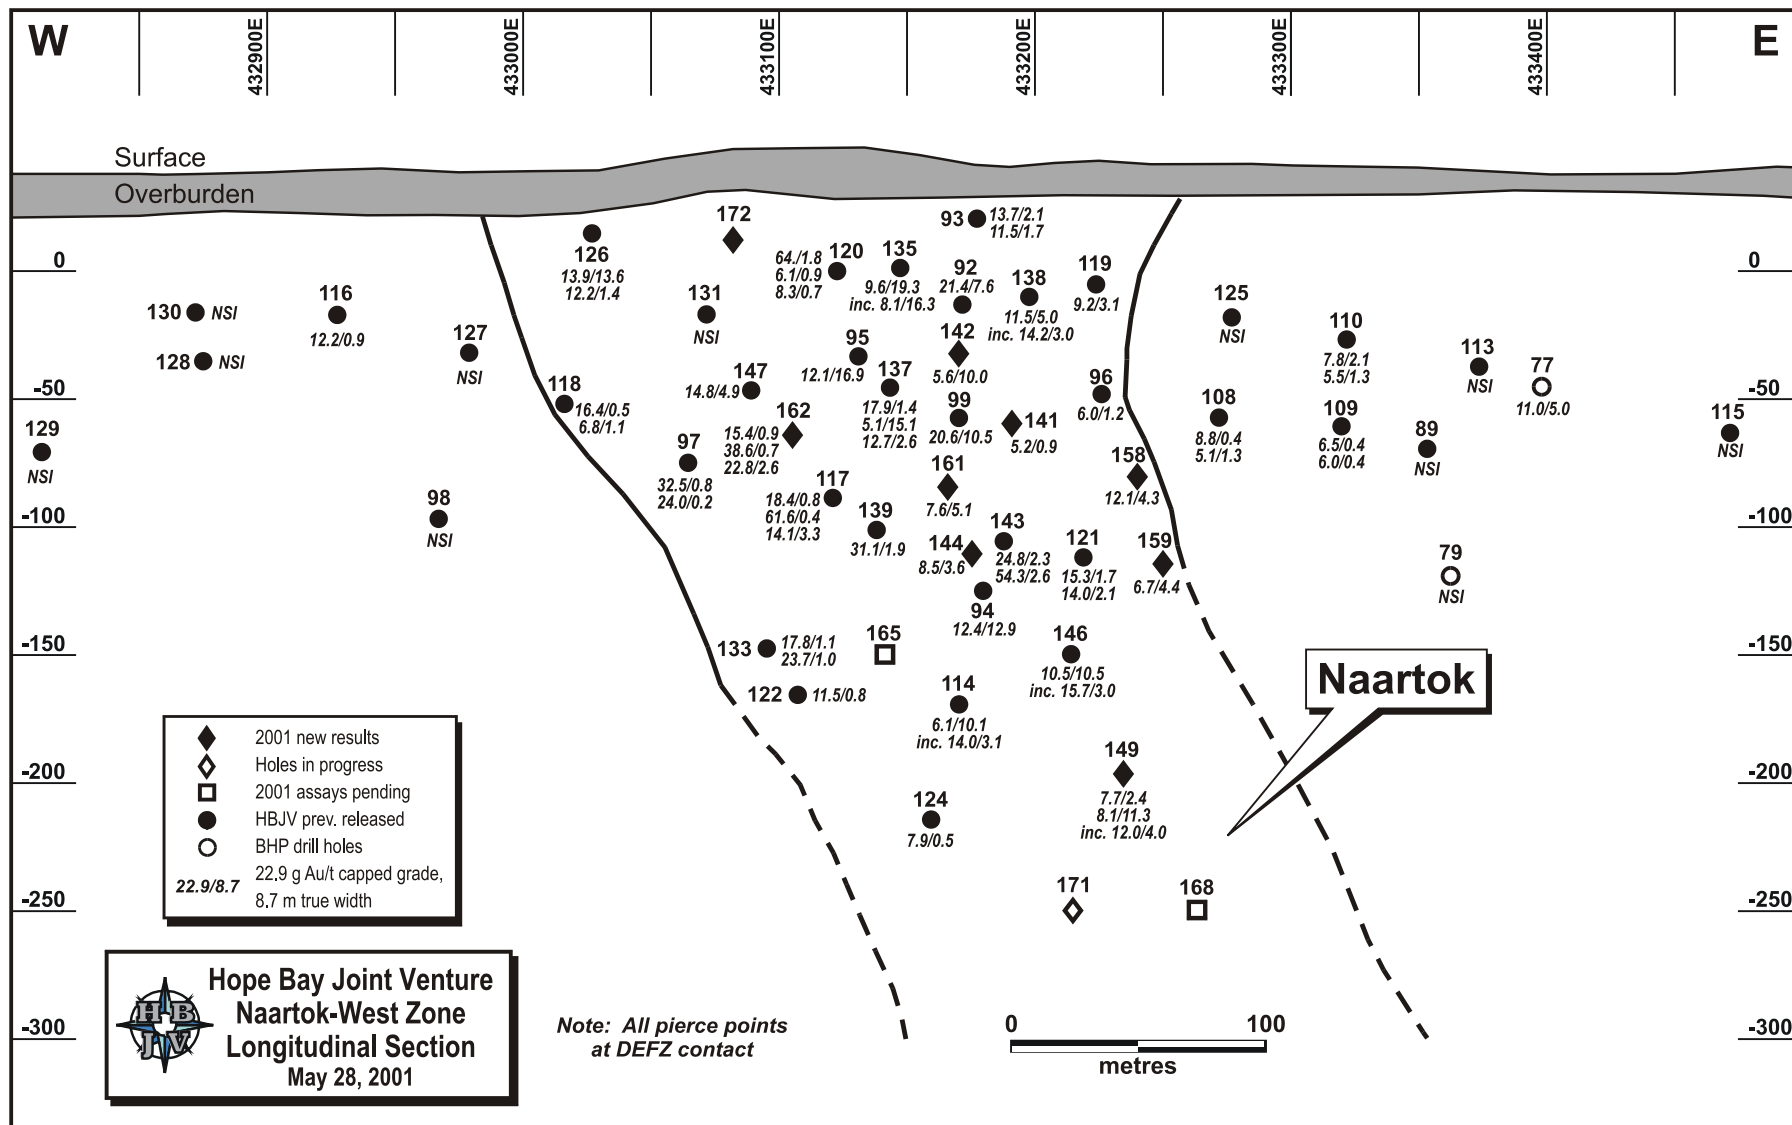 W
E
432900E
433000E
433100E
433200E
433300E
433400E
Surface
Overburden
172
93
13.7/2.1
11.5/1.7
126
13.9/13.6
12.2/1.4
64./1.8
6.1/0.9
8.3/0.7
120
135
9.6/19.3
inc. 8.1/16.3
92
21.4/7.6
138
11.5/5.0
inc. 14.2/3.0
119
9.2/3.1
0
0
130
NSI
116
12.2/0.9
131
NSI
125
NSI
128
NSI
127
NSI
95
12.1/16.9
142
5.6/10.0
110
7.8/2.1
5.5/1.3
113
NSI
77
11.0/5.0
-50
-50
118
16.4/0.5
6.8/1.1
147
14.8/4.9
137
17.9/1.4
5.1/15.1
12.7/2.6
96
6.0/1.2
162
15.4/0.9
38.6/0.7
22.8/2.6
99
20.6/10.5
141
5.2/0.9
108
8.8/0.4
5.1/1.3
109
6.5/0.4
6.0/0.4
89
NSI
115
NSI
129
NSI
97
32.5/0.8
24.0/0.2
161
7.6/5.1
158
12.1/4.3
98
NSI
117
18.4/0.8
61.6/0.4
14.1/3.3
-100
-100
139
31.1/1.9
144
8.5/3.6
143
24.8/2.3
54.3/2.6
121
15.3/1.7
14.0/2.1
159
6.7/4.4
79
NSI
94
12.4/12.9
-150
-150
133
17.8/1.1
23.7/1.0
165
146
10.5/10.5
inc. 15.7/3.0
122
11.5/0.8
114
6.1/10.1
inc. 14.0/3.1
Naartok
-200
-200
149
7.7/2.4
8.1/11.3
inc. 12.0/4.0
124
7.9/0.5
2001 new results
Holes in progress
2001 assays pending
HBJV prev. released
BHP drill holes
22.9/8.7
22.9 g Au/t capped grade,
8.7 m true width
-250
-250
171
168
H B
J V
Hope Bay Joint Venture
Naartok-West Zone
Longitudinal Section
May 28, 2001
-300
-300
Note: All pierce points
at DEFZ contact
0
100
metres